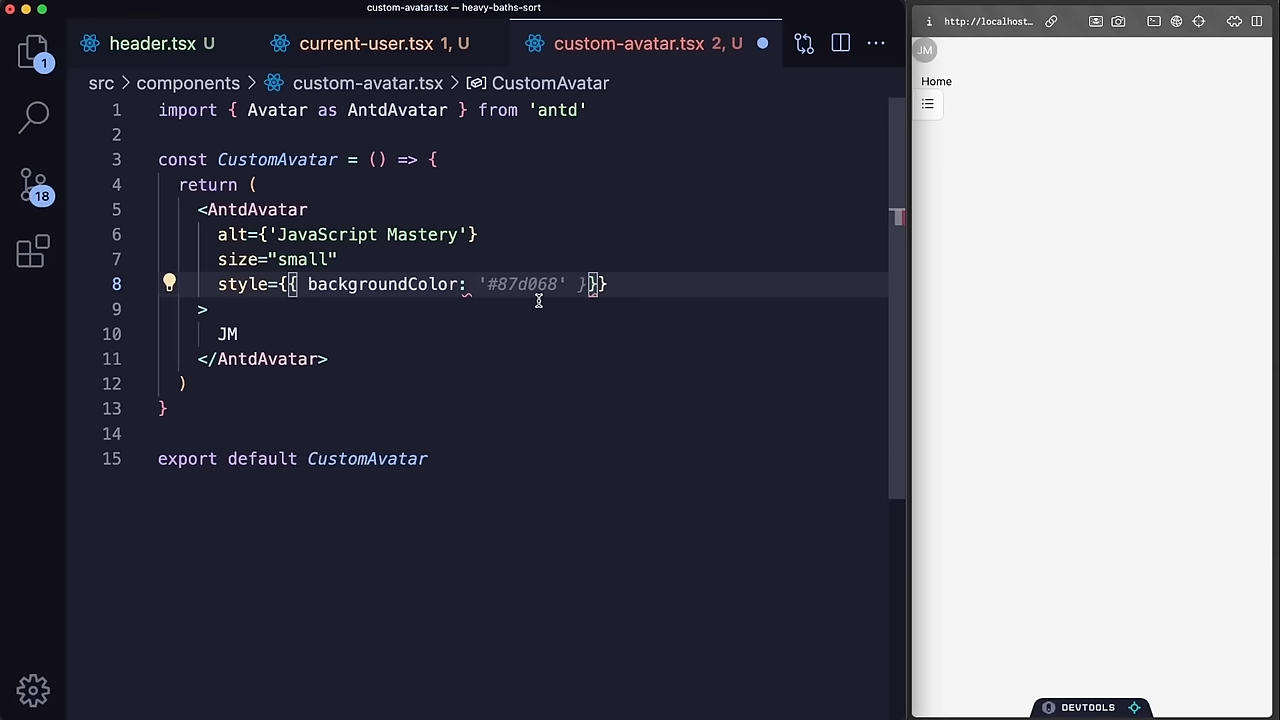 custom-avatar.tsx — heavy-baths-sort
header.tsx U
current-user.tsx 1, U
custom-avatar.tsx 2, U
src > components > custom-avatar.tsx > CustomAvatar
1 import { Avatar as AntdAvatar } from 'antd'
2
3 const CustomAvatar = () => {
4 return (
5 <AntdAvatar
6 alt={'JavaScript Mastery'}
7 size="small"
8 style={{ backgroundColor: '#87d068' }}}
9 >
10 JM
11 </AntdAvatar>
12 )
13 }
14
15 export default CustomAvatar
1
18
http://localhost…
JM
Home
DEVTOOLS